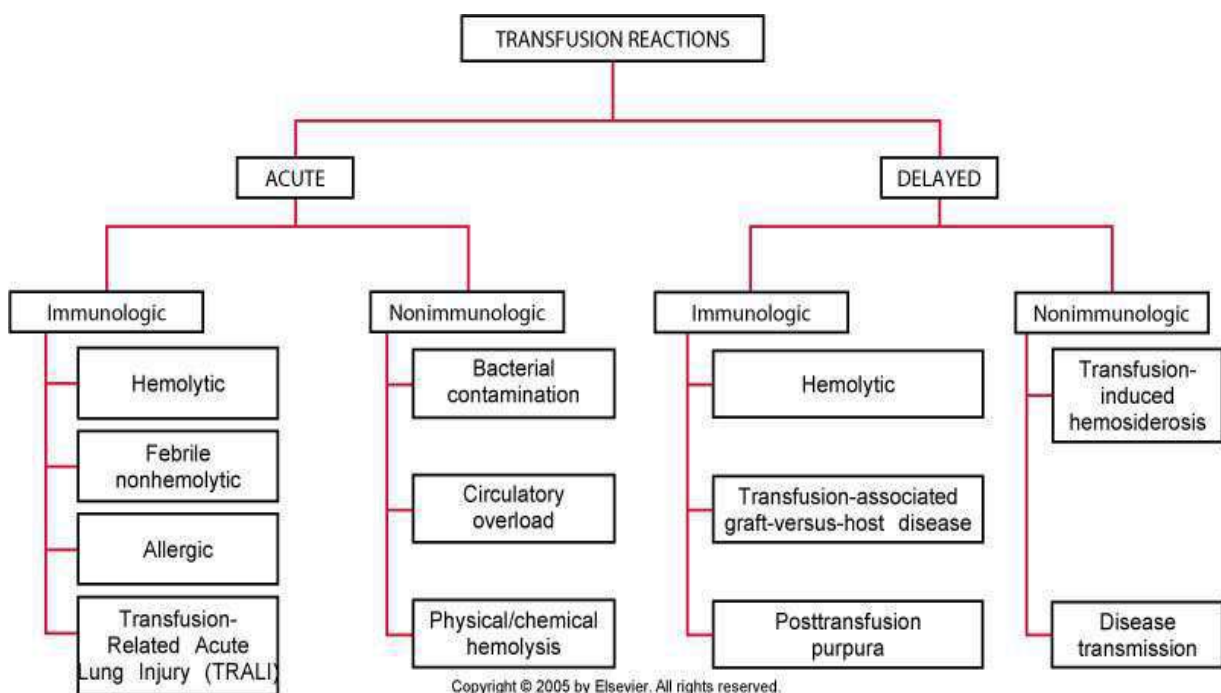 TRANSFUSION REACTIONS
ACUTE
DELAYED
Immunologic
Nonimmunologic
Immunologic
Nonimmunologic
Hemolytic
Febrile
nonhemolytic
Allergic
Transfusion-
Related Acute
Lung Injury (TRALI)
Bacterial
contamination
Circulatory
overload
Physical/chemical
hemolysis
Hemolytic
Transfusion-associated
graft-versus-host disease
Posttransfusion
purpura
Transfusion-
induced
hemosiderosis
Disease
transmission
Copyright © 2005 by Elsevier. All rights reserved.